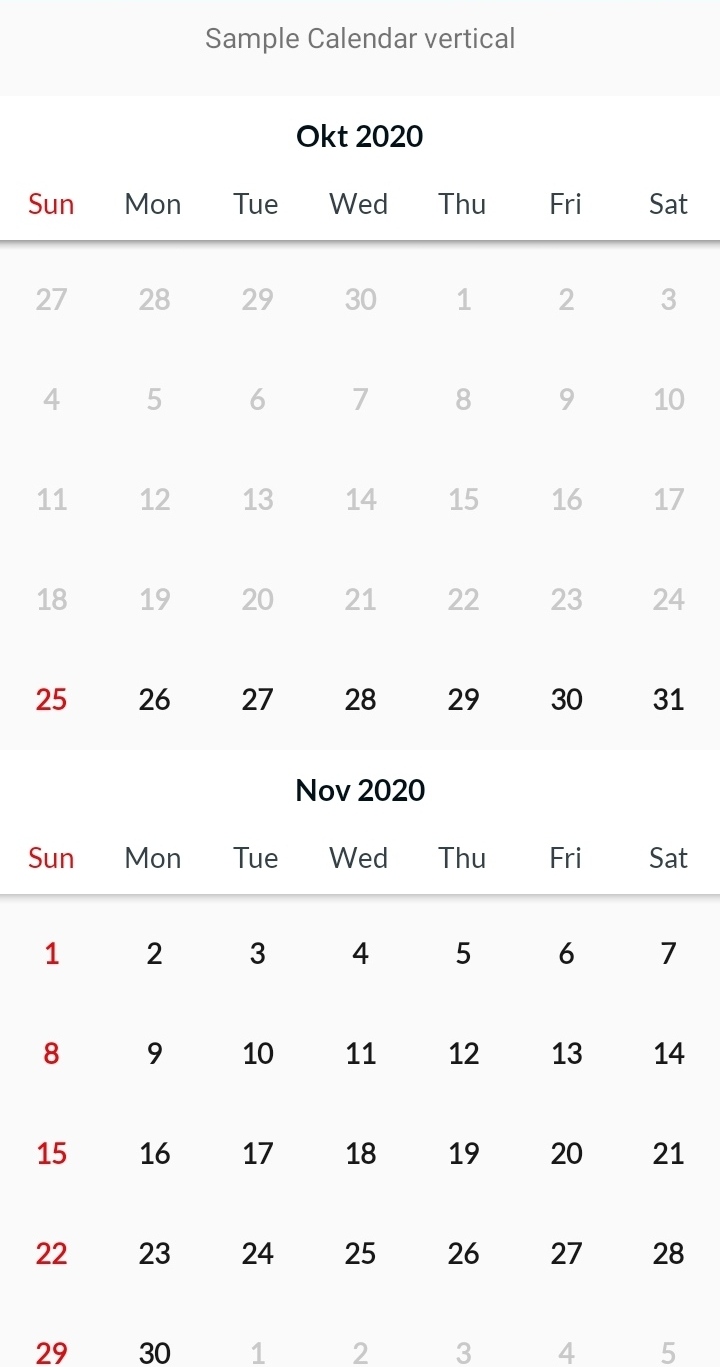 Sample Calendar vertical
Okt 2020
Sun Mon Tue Wed Thu Fri Sat
27 28 29 30 1 2 3
4 5 6 7 8 9 10
11 12 13 14 15 16 17
18 19 20 21 22 23 24
25 26 27 28 29 30 31
Nov 2020
Sun Mon Tue Wed Thu Fri Sat
1 2 3 4 5 6 7
8 9 10 11 12 13 14
15 16 17 18 19 20 21
22 23 24 25 26 27 28
29 30 1 2 3 4 5